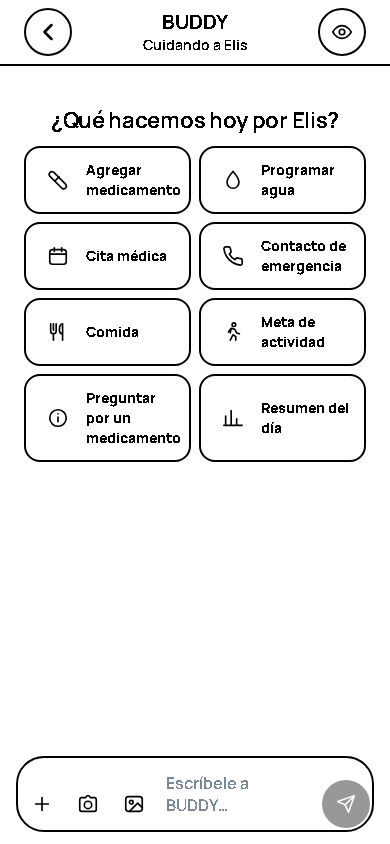 BUDDY
Cuidando a Elis
¿Qué hacemos hoy por Elis?
Agregar
medicamento
Programar
agua
Cita médica
Contacto de
emergencia
Comida
Meta de
actividad
Preguntar
por un
medicamento
Resumen del
día
Escríbele a
BUDDY...